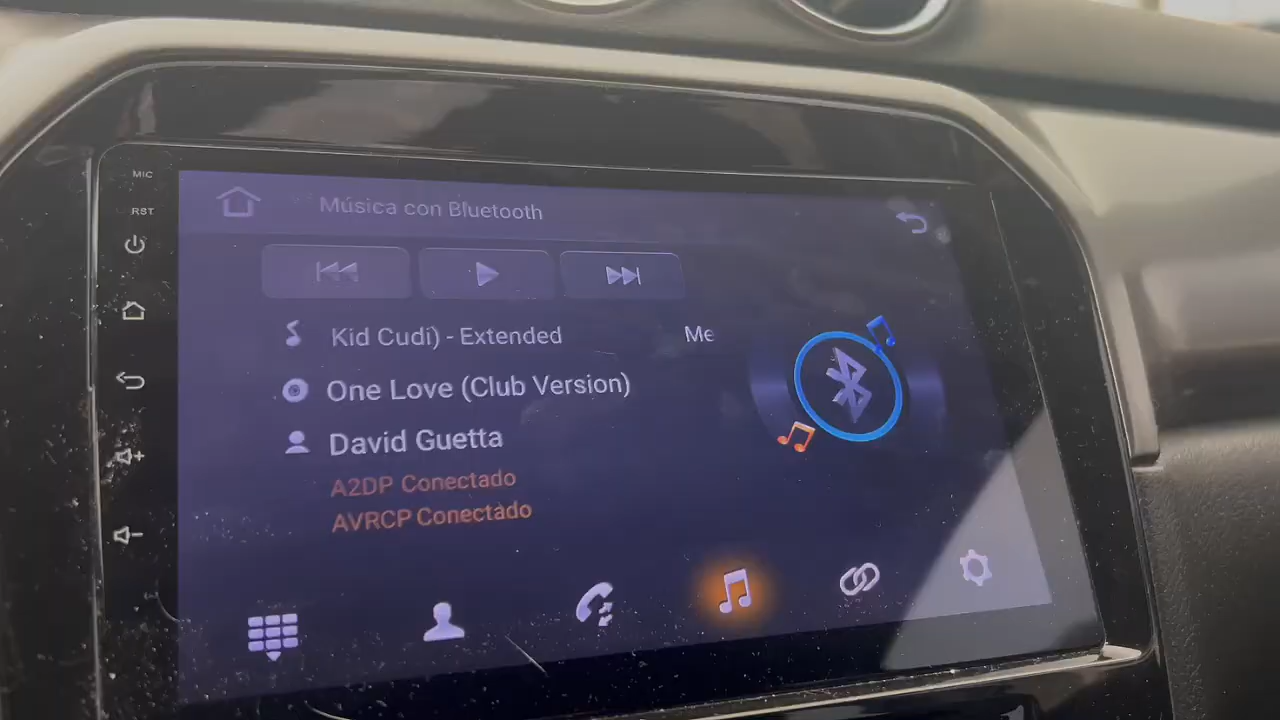 MIC
RST
Música con Bluetooth
Kid Cudi) - Extended Me
One Love (Club Version)
David Guetta
A2DP Conectado
AVRCP Conectado